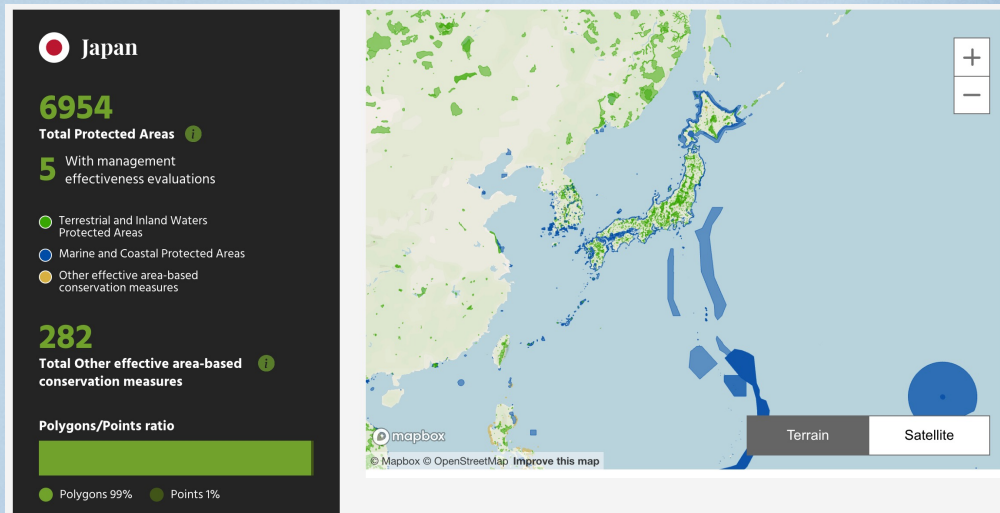 Japan
6954
Total Protected Areas i
5 With management
effectiveness evaluations
Terrestrial and Inland Waters
Protected Areas
Marine and Coastal Protected Areas
Other effective area-based
conservation measures
282
Total Other effective area-based i
conservation measures
Polygons/Points ratio
Polygons 99% Points 1%
+
−
mapbox
© Mapbox © OpenStreetMap Improve this map
Terrain
Satellite